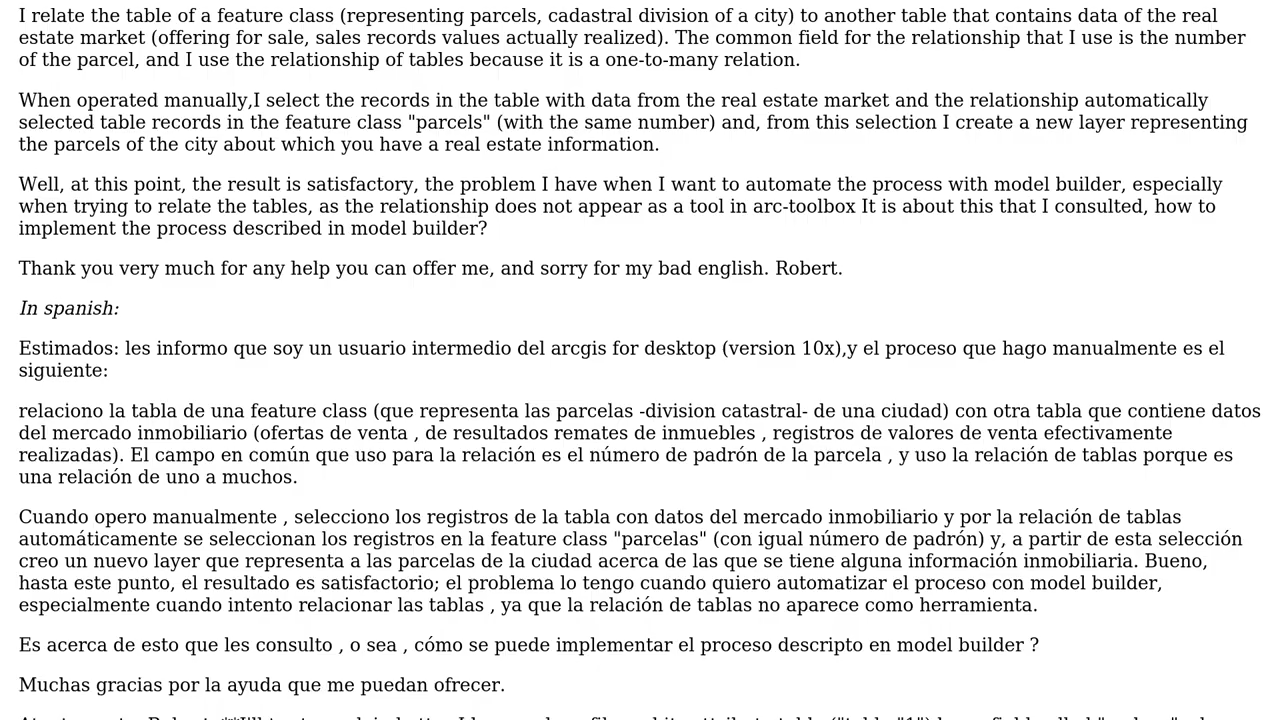 I relate the table of a feature class (representing parcels, cadastral division of a city) to another table that contains data of the real
estate market (offering for sale, sales records values actually realized). The common field for the relationship that I use is the number
of the parcel, and I use the relationship of tables because it is a one-to-many relation.
When operated manually,I select the records in the table with data from the real estate market and the relationship automatically
selected table records in the feature class "parcels" (with the same number) and, from this selection I create a new layer representing
the parcels of the city about which you have a real estate information.
Well, at this point, the result is satisfactory, the problem I have when I want to automate the process with model builder, especially
when trying to relate the tables, as the relationship does not appear as a tool in arc-toolbox It is about this that I consulted, how to
implement the process described in model builder?
Thank you very much for any help you can offer me, and sorry for my bad english. Robert.
In spanish:
Estimados: les informo que soy un usuario intermedio del arcgis for desktop (version 10x),y el proceso que hago manualmente es el
siguiente:
relaciono la tabla de una feature class (que representa las parcelas -division catastral- de una ciudad) con otra tabla que contiene datos
del mercado inmobiliario (ofertas de venta , de resultados remates de inmuebles , registros de valores de venta efectivamente
realizadas). El campo en común que uso para la relación es el número de padrón de la parcela , y uso la relación de tablas porque es
una relación de uno a muchos.
Cuando opero manualmente , selecciono los registros de la tabla con datos del mercado inmobiliario y por la relación de tablas
automáticamente se seleccionan los registros en la feature class "parcelas" (con igual número de padrón) y, a partir de esta selección
creo un nuevo layer que representa a las parcelas de la ciudad acerca de las que se tiene alguna información inmobiliaria. Bueno,
hasta este punto, el resultado es satisfactorio; el problema lo tengo cuando quiero automatizar el proceso con model builder,
especialmente cuando intento relacionar las tablas , ya que la relación de tablas no aparece como herramienta.
Es acerca de esto que les consulto , o sea , cómo se puede implementar el proceso descripto en model builder ?
Muchas gracias por la ayuda que me puedan ofrecer.